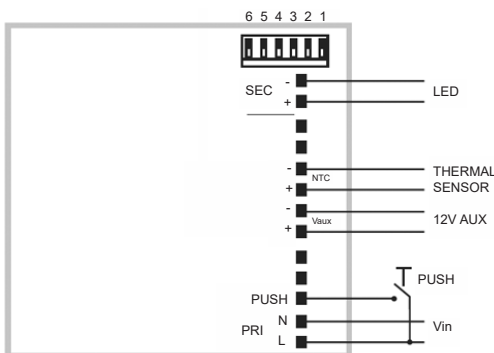 6 5 4 3 2 1
SEC
-
+
LED
-
+
NTC
THERMAL
SENSOR
-
+
Vaux
12V AUX
PUSH
PUSH
PRI
N
L
Vin